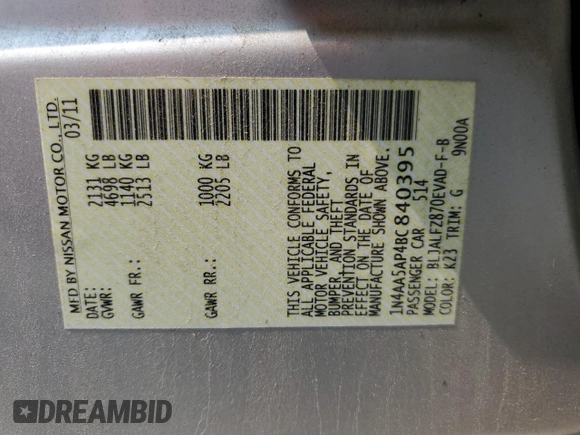 MFD BY NISSAN MOTOR CO., LTD.
DATE: 03/11
GVWR: 2131 KG
4698 LB
GAWR FR.: 1140 KG
2513 LB
GAWR RR.: 1000 KG
2205 LB
THIS VEHICLE CONFORMS TO
ALL APPLICABLE FEDERAL
MOTOR VEHICLE SAFETY,
BUMPER, AND THEFT
PREVENTION STANDARDS IN
EFFECT ON THE DATE OF
MANUFACTURE SHOWN ABOVE.
1N4AA5AP4BC840395
PASSENGER CAR 514
MODEL: BLJALFZ870EVAD-F-B
COLOR: K23 TRIM: G 9N00A
DREAMBID